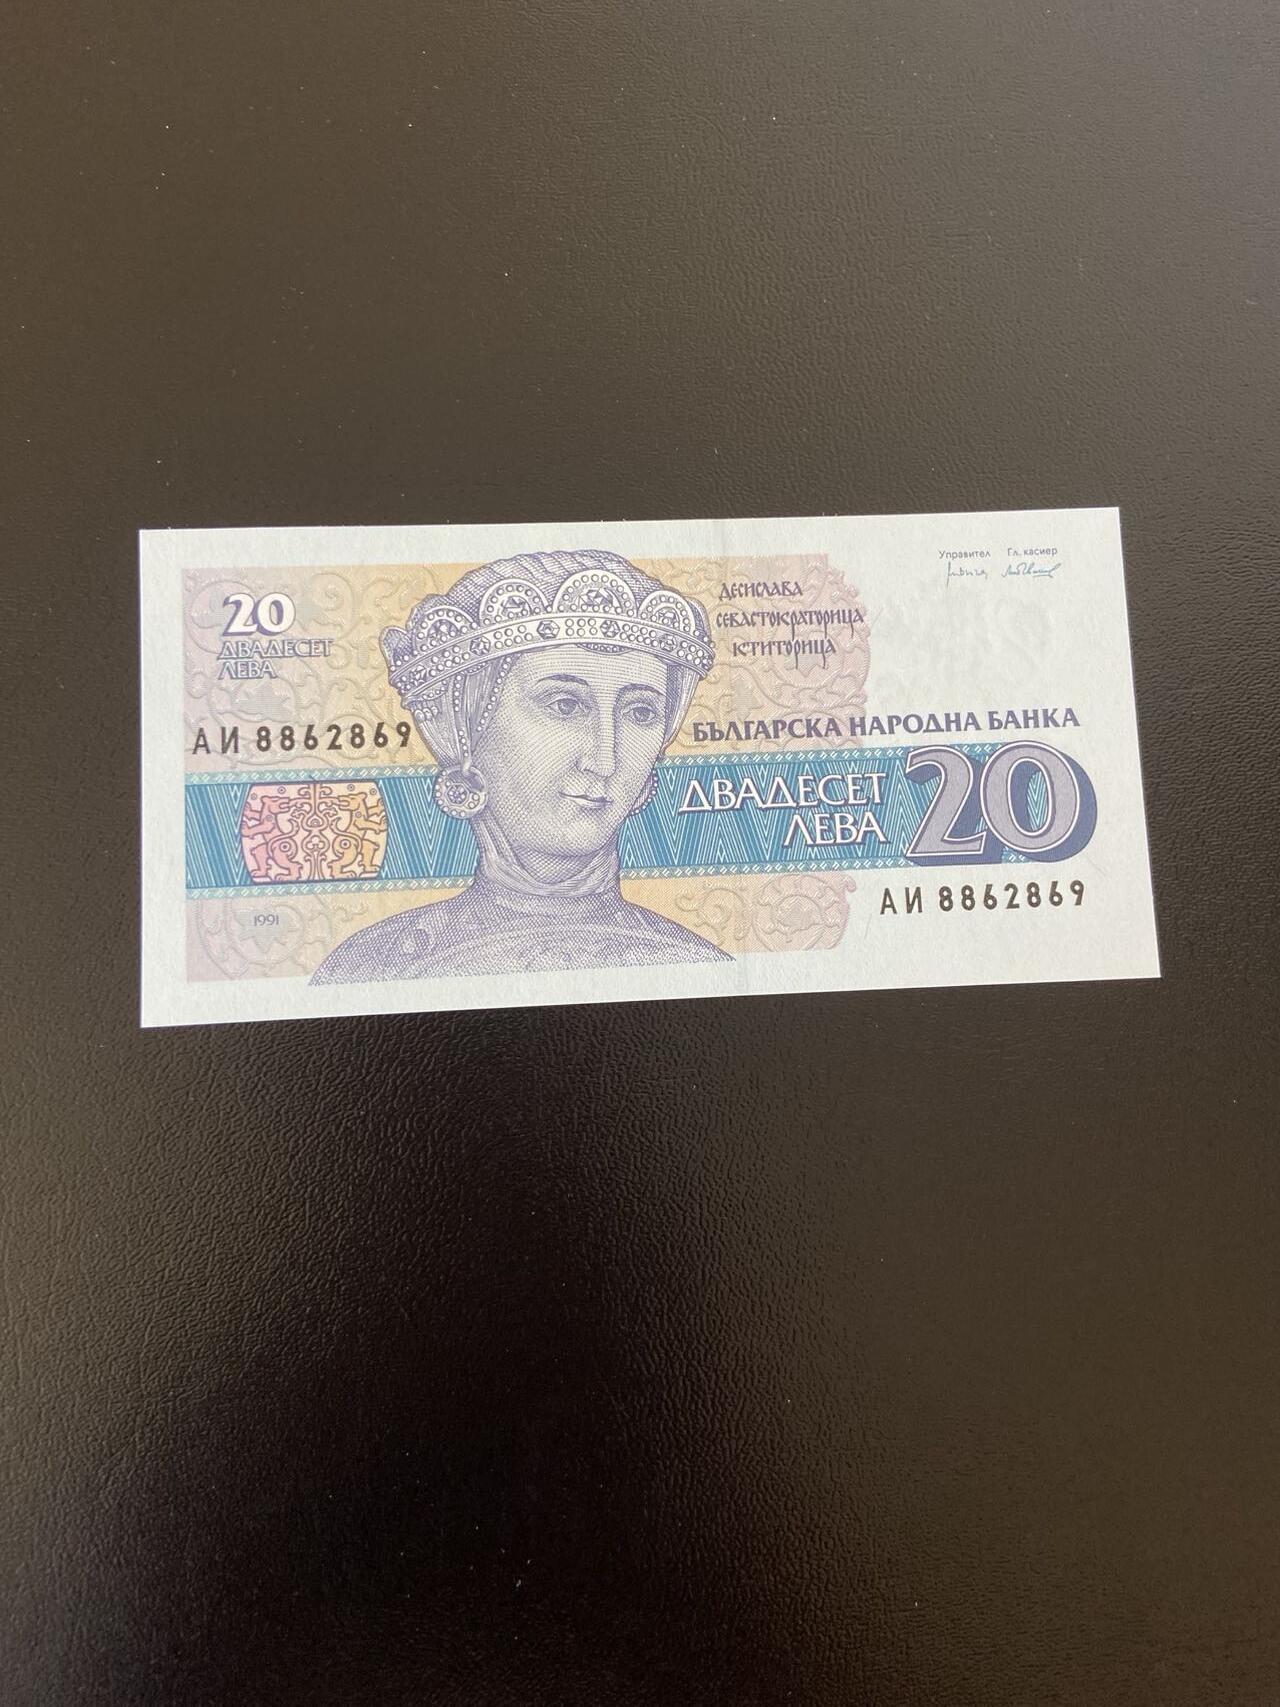 Управител Гл. касиер
20
ДВАДЕСЕТ
ЛЕВА
ДЕСИСЛАВА
СЕВАСТОКРАТОРИЦА
КТИТОРИЦА
АИ 8862869
БЪЛГАРСКА НАРОДНА БАНКА
ДВАДЕСЕТ
ЛЕВА
20
АИ 8862869
1991